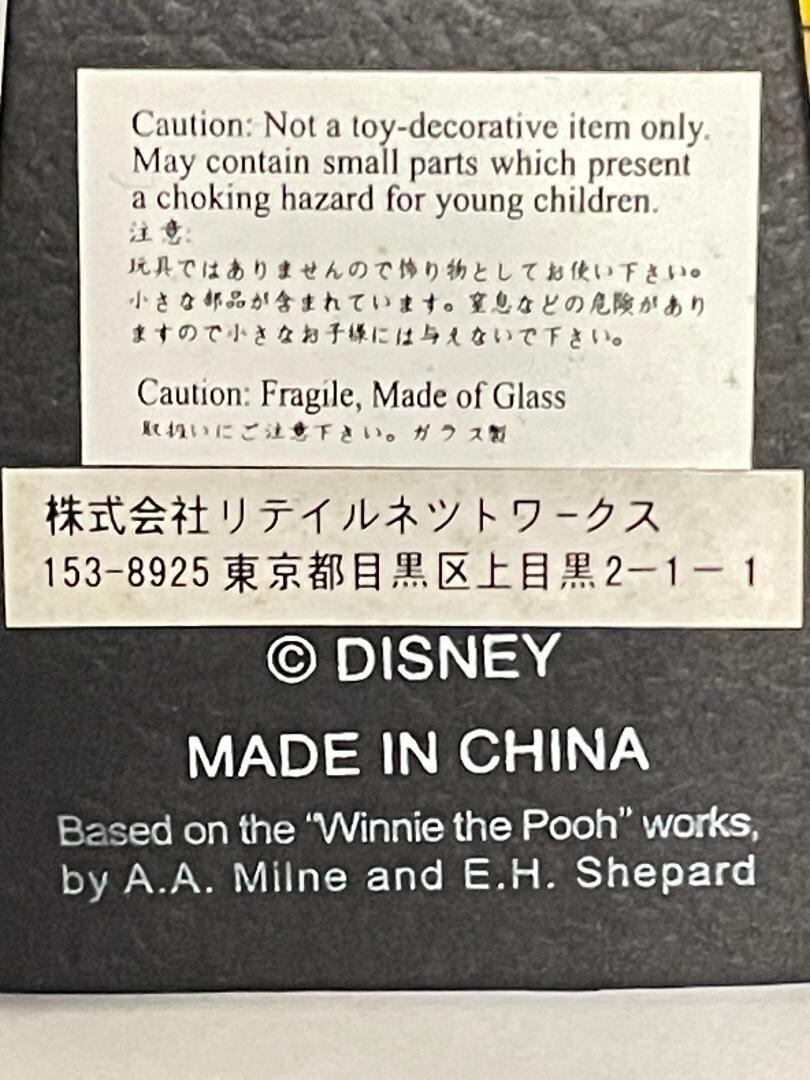 Caution: Not a toy-decorative item only.
May contain small parts which present
a choking hazard for young children.
注意:
玩具ではありませんので飾り物としてお使い下さい。
小さな部品が含まれています。窒息などの危険があり
ますので小さなお子様には与えないで下さい。
Caution: Fragile, Made of Glass
取扱いにご注意下さい。ガラス製
株式会社リテイルネツトワークス
153-8925 東京都目黒区上目黒2-1-1
© DISNEY
MADE IN CHINA
Based on the “Winnie the Pooh” works,
by A.A. Milne and E.H. Shepard